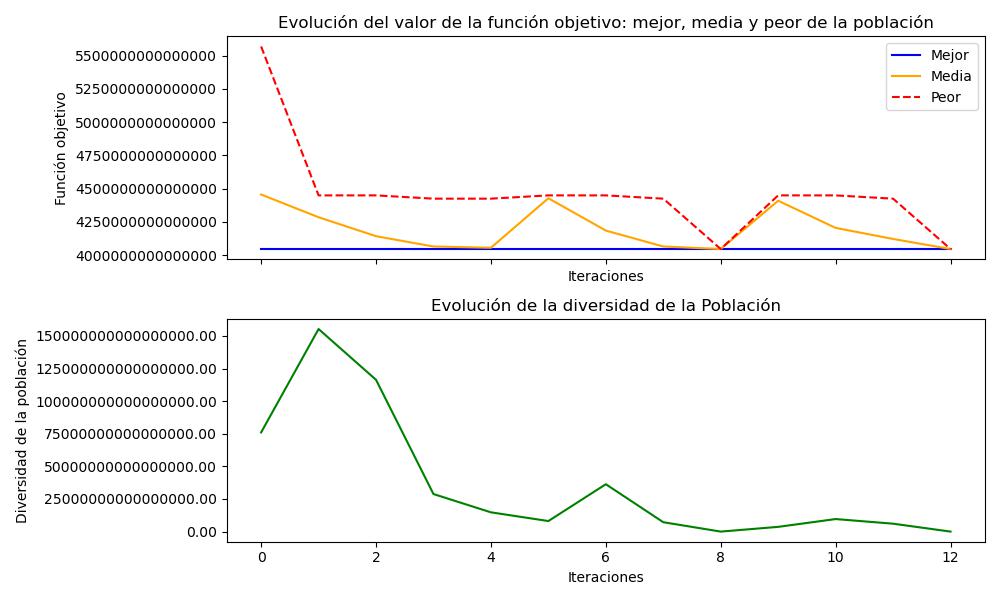 Evolución del valor de la función objetivo: mejor, media y peor de la población
Función objetivo
5500000000000000
5250000000000000
5000000000000000
4750000000000000
4500000000000000
4250000000000000
4000000000000000
Mejor
Media
Peor
Iteraciones
Evolución de la diversidad de la Población
Diversidad de la población
150000000000000000.00
125000000000000000.00
100000000000000000.00
75000000000000000.00
50000000000000000.00
25000000000000000.00
0.00
0 2 4 6 8 10 12
Iteraciones